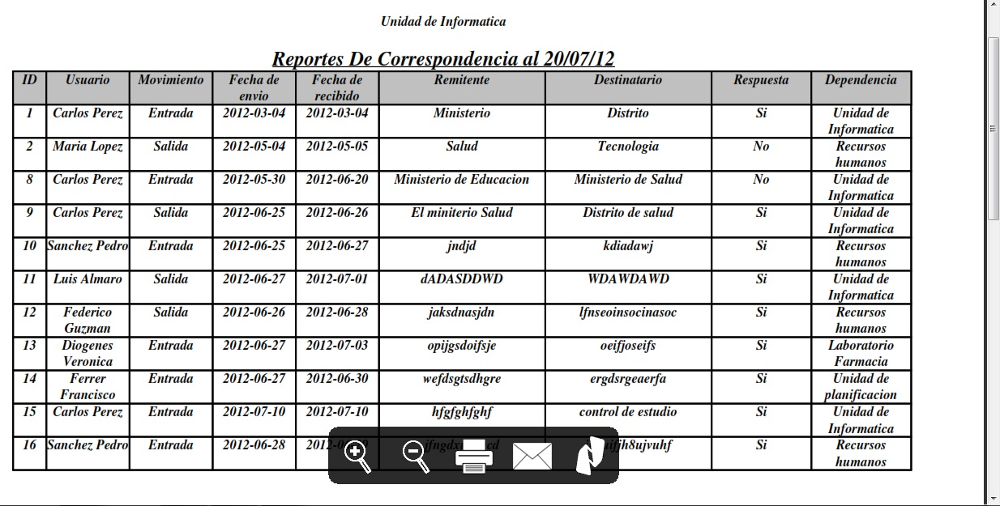 Unidad de Informatica
Reportes De Correspondencia al 20/07/12
ID Usuario Movimiento Fecha de envio Fecha de recibido Remitente Destinatario Respuesta Dependencia
1 Carlos Perez Entrada 2012-03-04 2012-03-04 Ministerio Distrito Si Unidad de Informatica
2 Maria Lopez Salida 2012-05-04 2012-05-05 Salud Tecnologia No Recursos humanos
8 Carlos Perez Entrada 2012-05-30 2012-06-20 Ministerio de Educacion Ministerio de Salud No Unidad de Informatica
9 Carlos Perez Salida 2012-06-25 2012-06-26 El miniterio Salud Distrito de salud Si Unidad de Informatica
10 Sanchez Pedro Entrada 2012-06-25 2012-06-27 jndjd kdiadawj Si Recursos humanos
11 Luis Almaro Salida 2012-06-27 2012-07-01 dADASDDWD WDAWDAWD Si Unidad de Informatica
12 Federico Guzman Salida 2012-06-26 2012-06-28 jaksdnasjdn lfnseoinsocinasoc Si Recursos humanos
13 Diogenes Veronica Entrada 2012-06-27 2012-07-03 opijgsdoifsje oeifjoseifs Si Laboratorio Farmacia
14 Ferrer Francisco Entrada 2012-06-27 2012-06-30 wefdsgtsdhgre ergdsrgeaerfa Si Unidad de planificacion
15 Carlos Perez Entrada 2012-07-10 2012-07-10 hfgfghfghf control de estudio Si Unidad de Informatica
16 Sanchez Pedro Entrada 2012-06-28 Si Recursos humanos